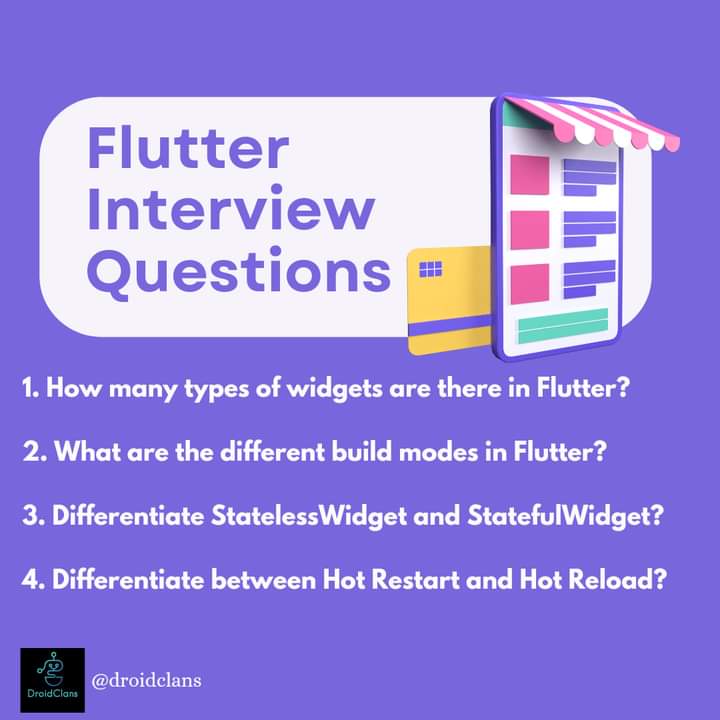 Flutter
Interview
Questions
1. How many types of widgets are there in Flutter?
2. What are the different build modes in Flutter?
3. Differentiate StatelessWidget and StatefulWidget?
4. Differentiate between Hot Restart and Hot Reload?
DroidClans
@droidclans